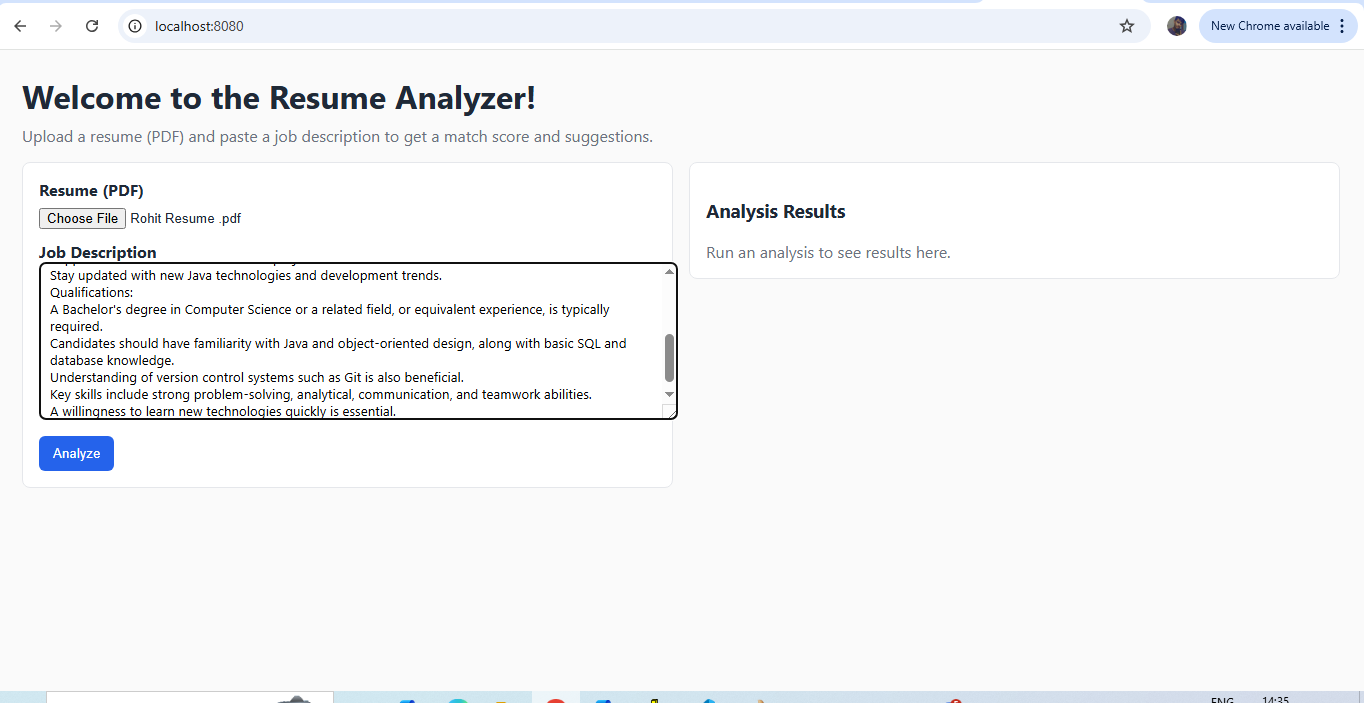 localhost:8080
New Chrome available
Welcome to the Resume Analyzer!
Upload a resume (PDF) and paste a job description to get a match score and suggestions.
Resume (PDF)
Choose File Rohit Resume .pdf
Job Description
Stay updated with new Java technologies and development trends.
Qualifications:
A Bachelor's degree in Computer Science or a related field, or equivalent experience, is typically
required.
Candidates should have familiarity with Java and object-oriented design, along with basic SQL and
database knowledge.
Understanding of version control systems such as Git is also beneficial.
Key skills include strong problem-solving, analytical, communication, and teamwork abilities.
A willingness to learn new technologies quickly is essential.
Analyze
Analysis Results
Run an analysis to see results here.
ENG 14:35